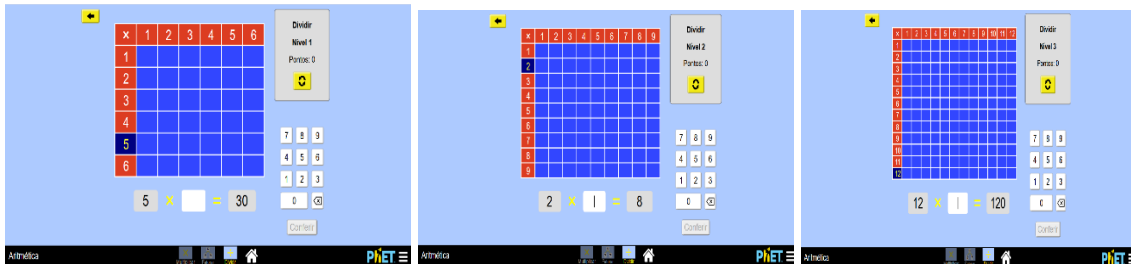 Dividir
Nível 1
Pontos: 0
× 1 2 3 4 5 6
1
2
3
4
5
6
7 8 9
4 5 6
1 2 3
0
5 × = 30
Conferir
Aritmética
PhET
Dividir
Nível 2
Pontos: 0
× 1 2 3 4 5 6 7 8 9
1
2
3
4
5
6
7
8
9
7 8 9
4 5 6
1 2 3
0
2 × = 8
Conferir
Aritmética
PhET
Dividir
Nível 3
Pontos: 0
× 1 2 3 4 5 6 7 8 9 10 11 12
1
2
3
4
5
6
7
8
9
10
11
12
7 8 9
4 5 6
1 2 3
0
12 × = 120
Conferir
Aritmética
PhET